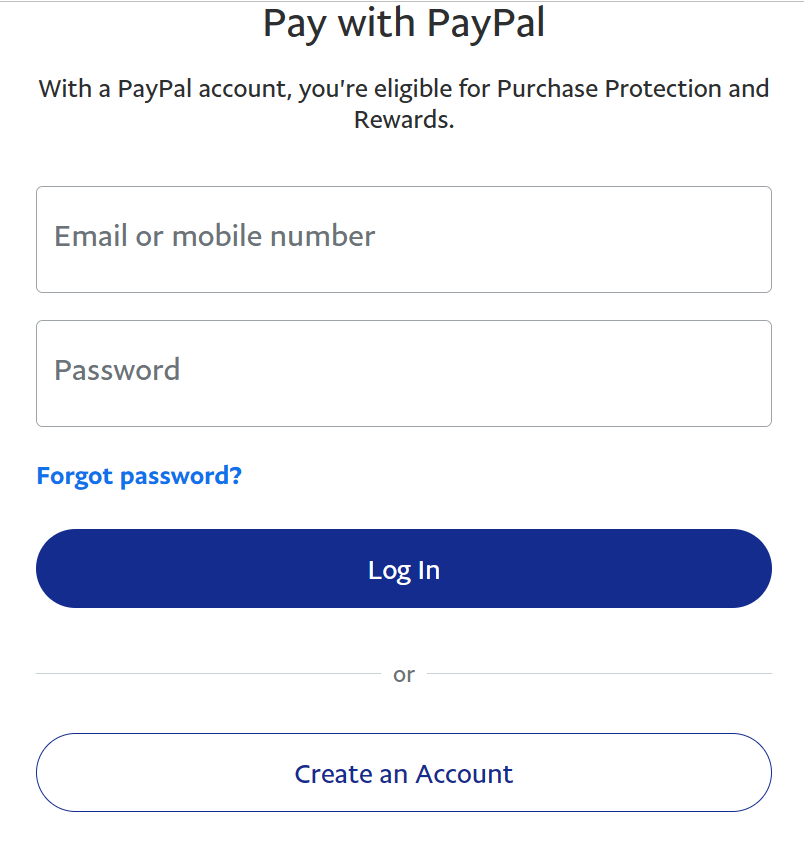 Pay with PayPal
With a PayPal account, you're eligible for Purchase Protection and
Rewards.
Email or mobile number
Password
Forgot password?
Log In
or
Create an Account